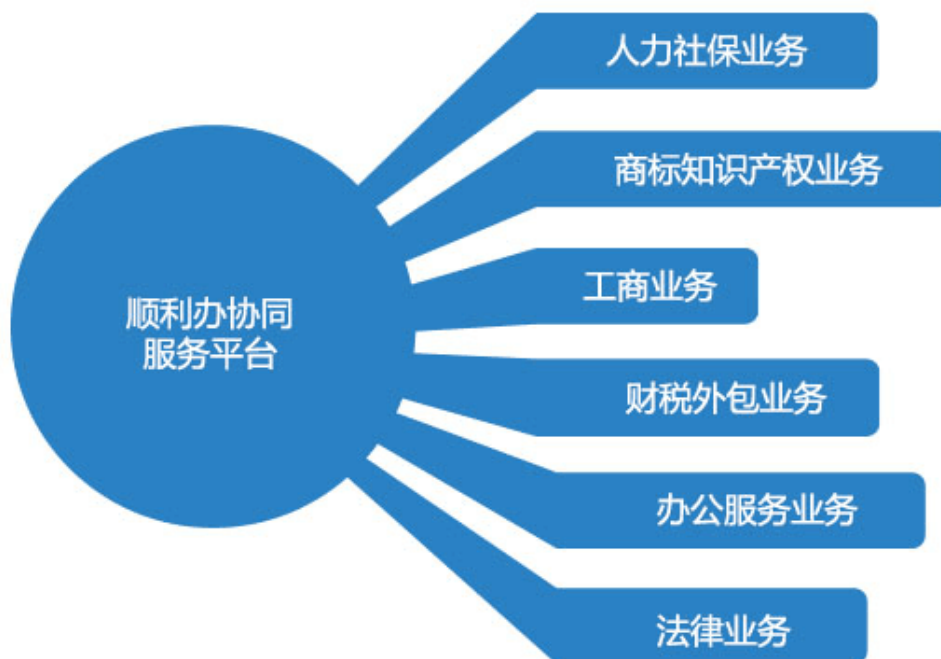 人力社保业务
商标知识产权业务
工商业务
顺利办协同
服务平台
财税外包业务
办公服务业务
法律业务